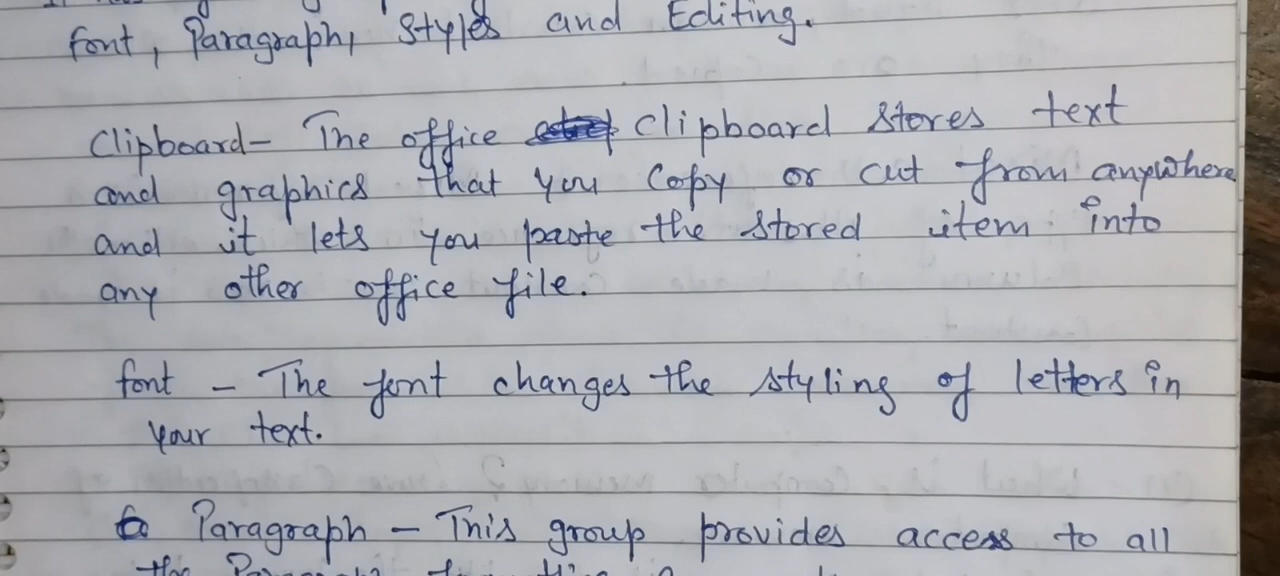 font, Paragraph, Styles and Editing.
Clipboard- The office clipboard stores text
and graphics that you copy or cut from anywhere
and it lets you paste the stored item into
any other office file.
font - The font changes the styling of letters in
your text.
Paragraph - This group provides access to all
the